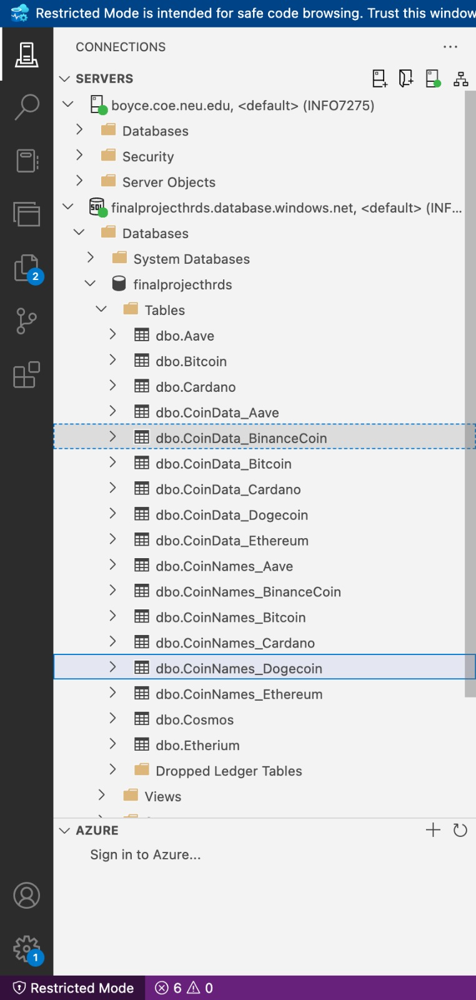 Restricted Mode is intended for safe code browsing. Trust this window
CONNECTIONS
SERVERS
boyce.coe.neu.edu, <default> (INFO7275)
Databases
Security
Server Objects
finalprojecthrds.database.windows.net, <default> (INF...
Databases
System Databases
finalprojecthrds
Tables
dbo.Aave
dbo.Bitcoin
dbo.Cardano
dbo.CoinData_Aave
dbo.CoinData_BinanceCoin
dbo.CoinData_Bitcoin
dbo.CoinData_Cardano
dbo.CoinData_Dogecoin
dbo.CoinData_Ethereum
dbo.CoinNames_Aave
dbo.CoinNames_BinanceCoin
dbo.CoinNames_Bitcoin
dbo.CoinNames_Cardano
dbo.CoinNames_Dogecoin
dbo.CoinNames_Ethereum
dbo.Cosmos
dbo.Etherium
Dropped Ledger Tables
Views
AZURE
Sign in to Azure...
2
1
Restricted Mode 6 0